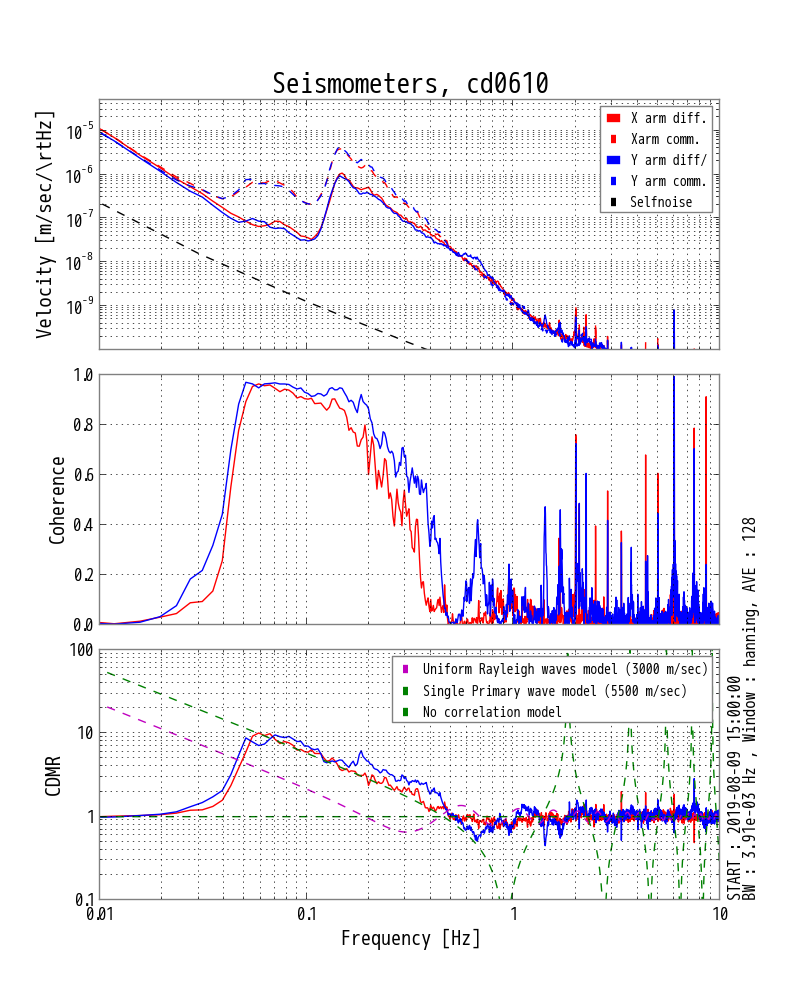 Seismometers, cd0610
Velocity [m/sec/\rtHz]
10^-5
10^-6
10^-7
10^-8
10^-9
X arm diff.
Xarm comm.
Y arm diff/
Y arm comm.
Selfnoise
Coherence
1.0
0.8
0.6
0.4
0.2
0.0
CDMR
100
10
1
0.1
Uniform Rayleigh waves model (3000 m/sec)
Single Primary wave model (5500 m/sec)
No correlation model
0.01
0.1
1
10
Frequency [Hz]
START : 2019-08-09 15:00:00
BW : 3.91e-03 Hz , Window : hanning, AVE : 128